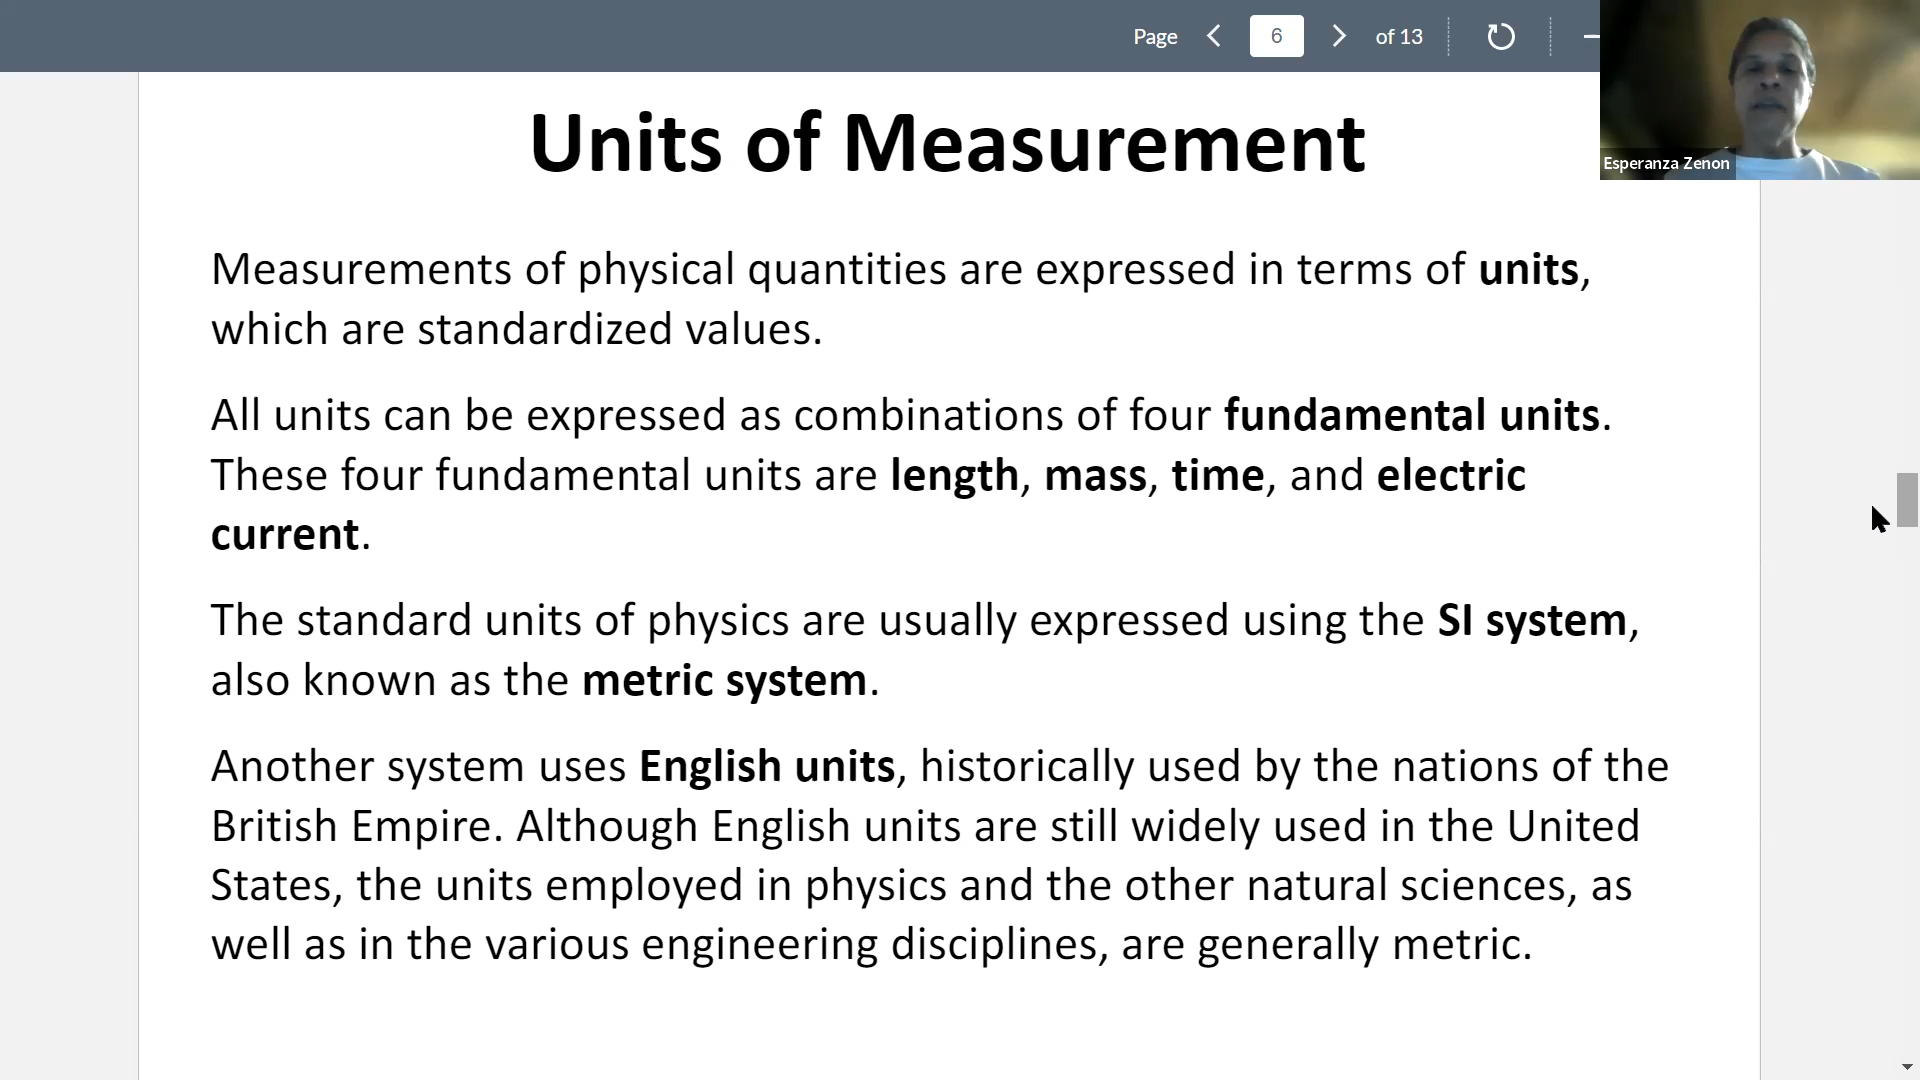 Page 6 of 13
Esperanza Zenon
Units of Measurement
Measurements of physical quantities are expressed in terms of units,
which are standardized values.
All units can be expressed as combinations of four fundamental units.
These four fundamental units are length, mass, time, and electric
current.
The standard units of physics are usually expressed using the SI system,
also known as the metric system.
Another system uses English units, historically used by the nations of the
British Empire. Although English units are still widely used in the United
States, the units employed in physics and the other natural sciences, as
well as in the various engineering disciplines, are generally metric.